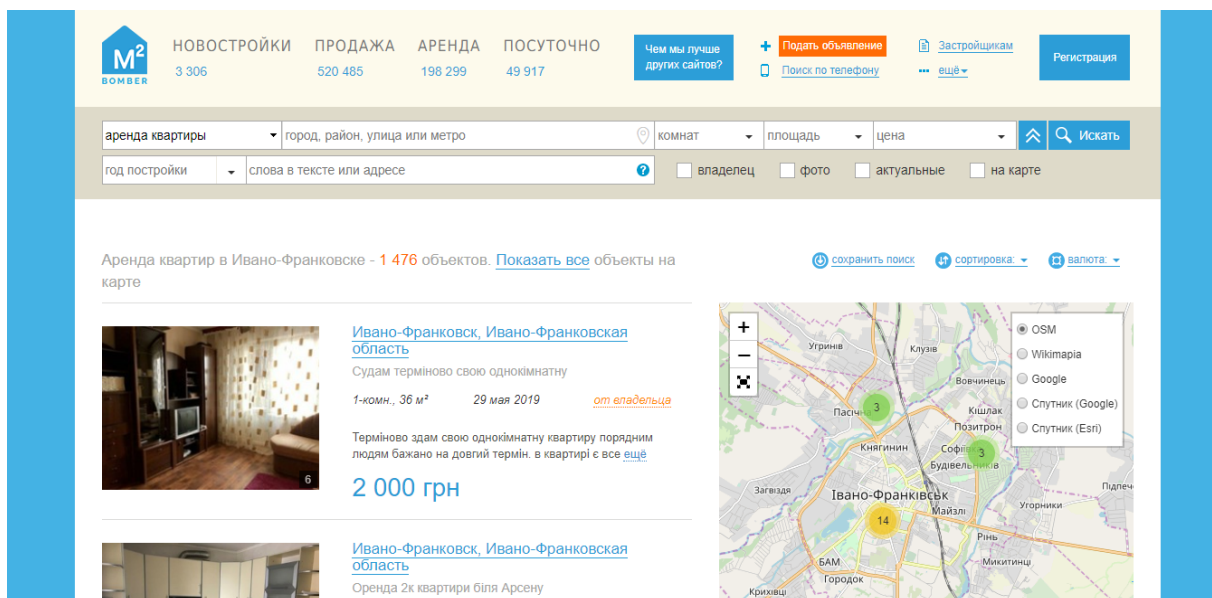 M²
BOMBER
НОВОСТРОЙКИ
3 306
ПРОДАЖА
520 485
АРЕНДА
198 299
ПОСУТОЧНО
49 917
Чем мы лучше
других сайтов?
Подать объявление
Поиск по телефону
Застройщикам
ещё
Регистрация
аренда квартиры
город, район, улица или метро
комнат
площадь
цена
Искать
год постройки
слова в тексте или адресе
?
владелец
фото
актуальные
на карте
Аренда квартир в Ивано-Франковске - 1 476 объектов. Показать все объекты на
карте
сохранить поиск
сортировка:
валюта:
6
Ивано-Франковск, Ивано-Франковская
область
Судам терміново свою однокімнатну
1-комн., 36 м²
29 мая 2019
от владельца
Терміново здам свою однокімнатну квартиру порядним
людям бажано на довгий термін. в квартирі є все ещё
2 000 грн
Ивано-Франковск, Ивано-Франковская
область
Оренда 2к квартири біля Арсену
+
−
OSM
Wikimapia
Google
Спутник (Google)
Спутник (Esri)
Угринів
Клузів
Вовчинець
3
Кішлак
Позитрон
Княгинин
3
Загвіздя
Івано-Франківськ
Майзлі
Угорники
14
Рінь
БАМ
Микитинці
Городок
Крихівці